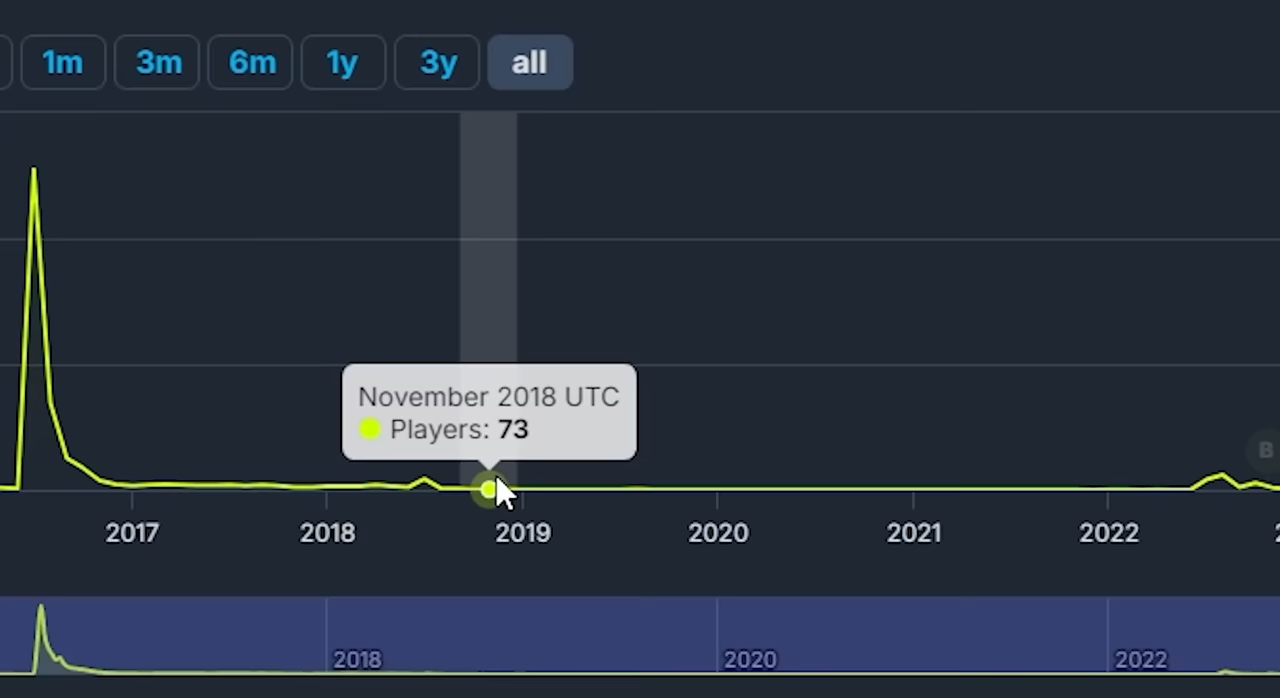 1m 3m 6m 1y 3y all
November 2018 UTC
Players: 73
B
2017 2018 2019 2020 2021 2022
2018 2020 2022